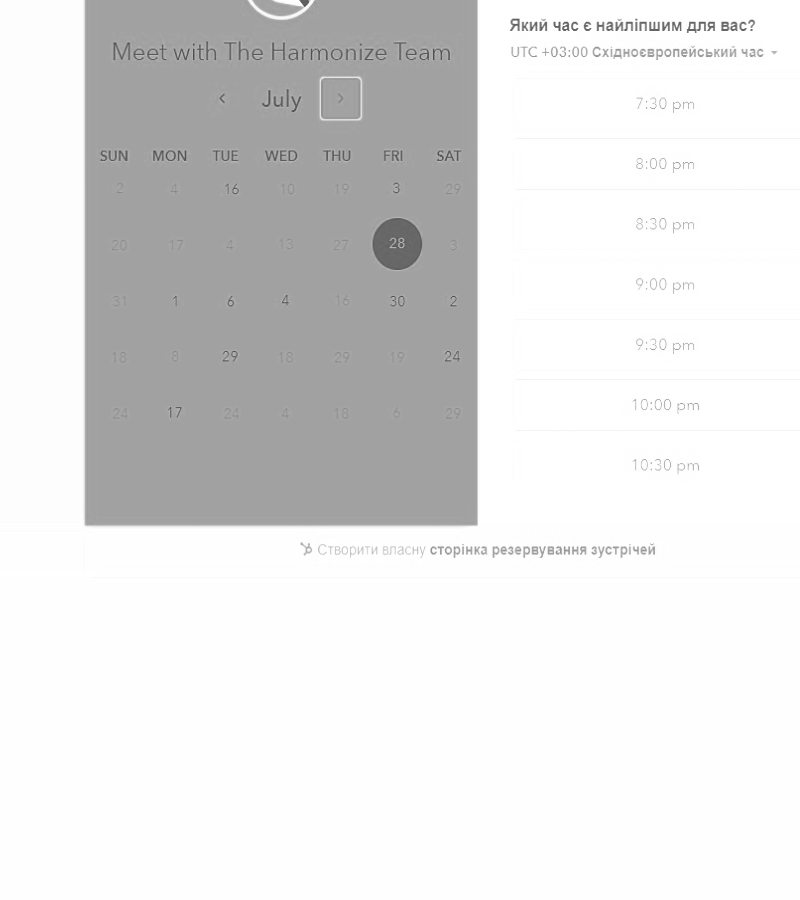 Meet with The Harmonize Team
July
SUN MON TUE WED THU FRI SAT
2 4 16 10 19 3 29
20 17 4 13 27 28 3
31 1 6 4 16 30 2
18 8 29 18 29 19 24
24 17 24 4 18 6 29
Який час є найліпшим для вас?
UTC +03:00 Східноєвропейський час
7:30 pm
8:00 pm
8:30 pm
9:00 pm
9:30 pm
10:00 pm
10:30 pm
Створити власну сторінка резервування зустрічей